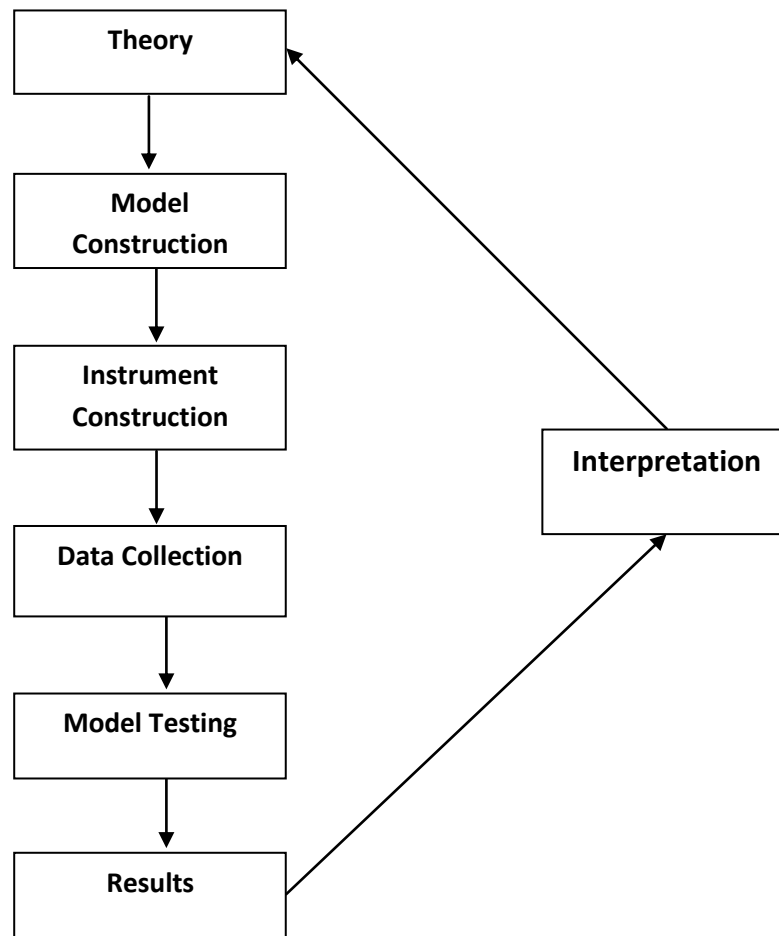 Theory
Model
Construction
Instrument
Construction
Interpretation
Data Collection
Model Testing
Results